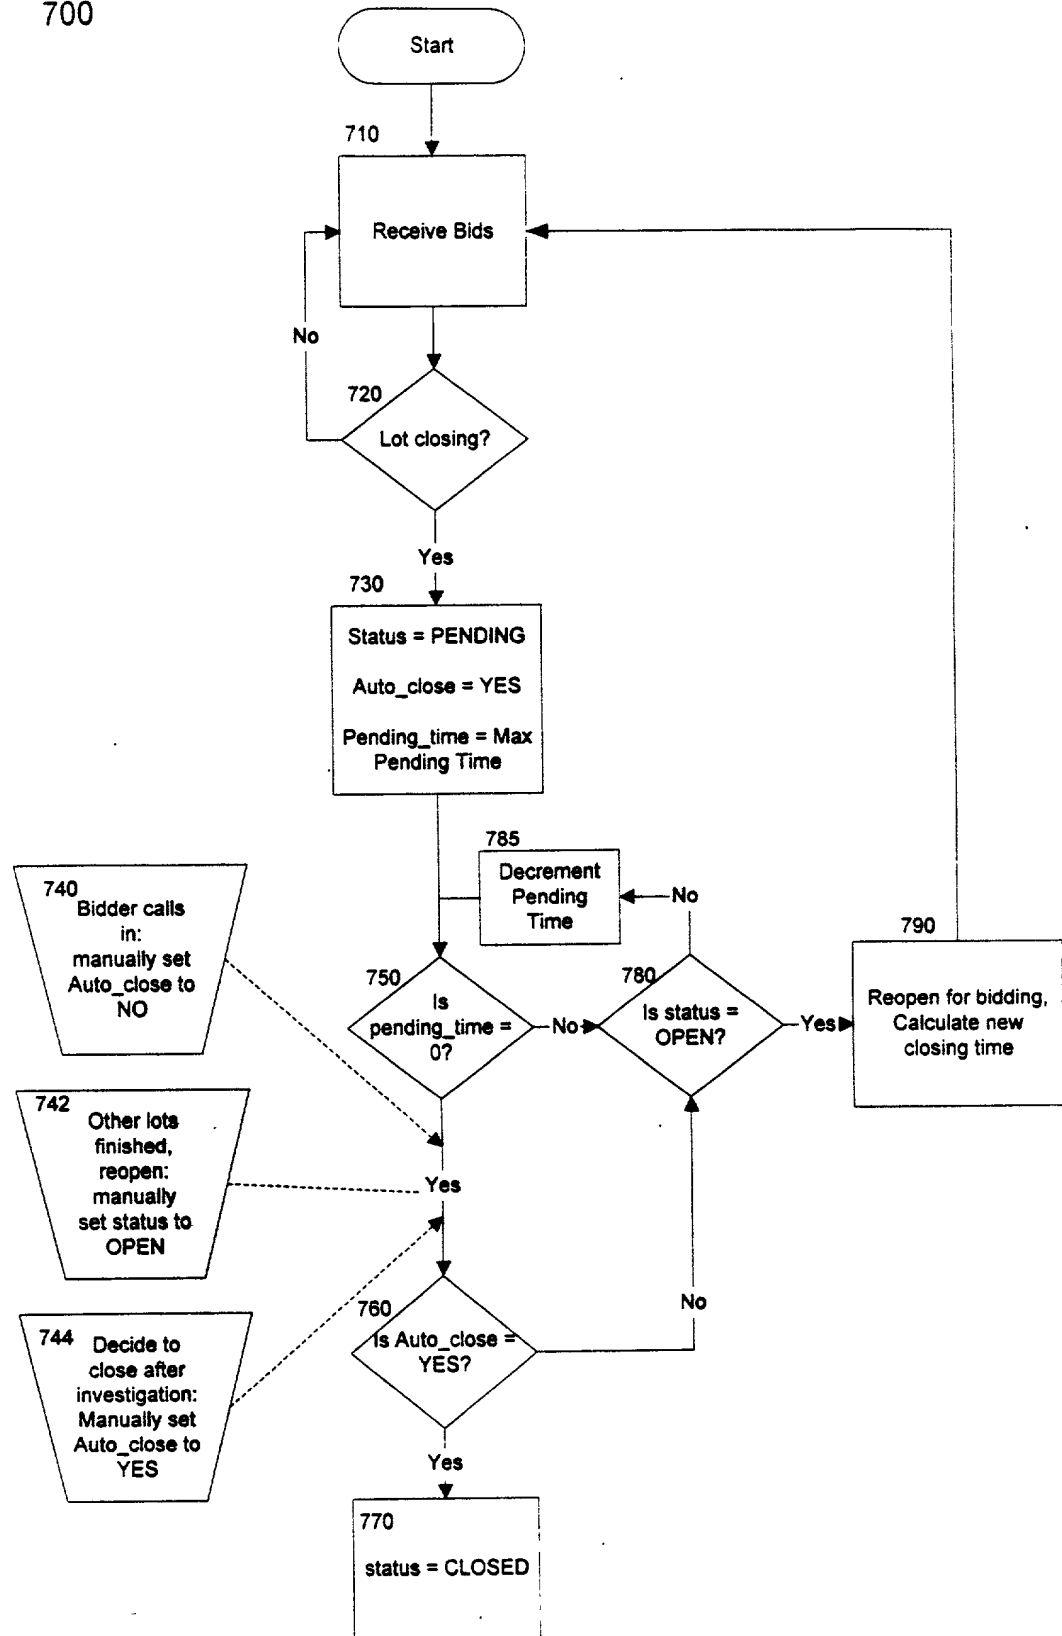 700
Start
710
Receive Bids
No
720
Lot closing?
Yes
730
Status = PENDING
Auto_close = YES
Pending_time = Max
Pending Time
785
Decrement
Pending
Time
No
740
Bidder calls
in:
manually set
Auto_close to
NO
750
Is
pending_time =
0?
No
780
Is status =
OPEN?
Yes
790
Reopen for bidding,
Calculate new
closing time
742
Other lots
finished,
reopen:
manually
set status to
OPEN
Yes
744
Decide to
close after
investigation:
Manually set
Auto_close to
YES
760
Is Auto_close =
YES?
No
Yes
770
status = CLOSED